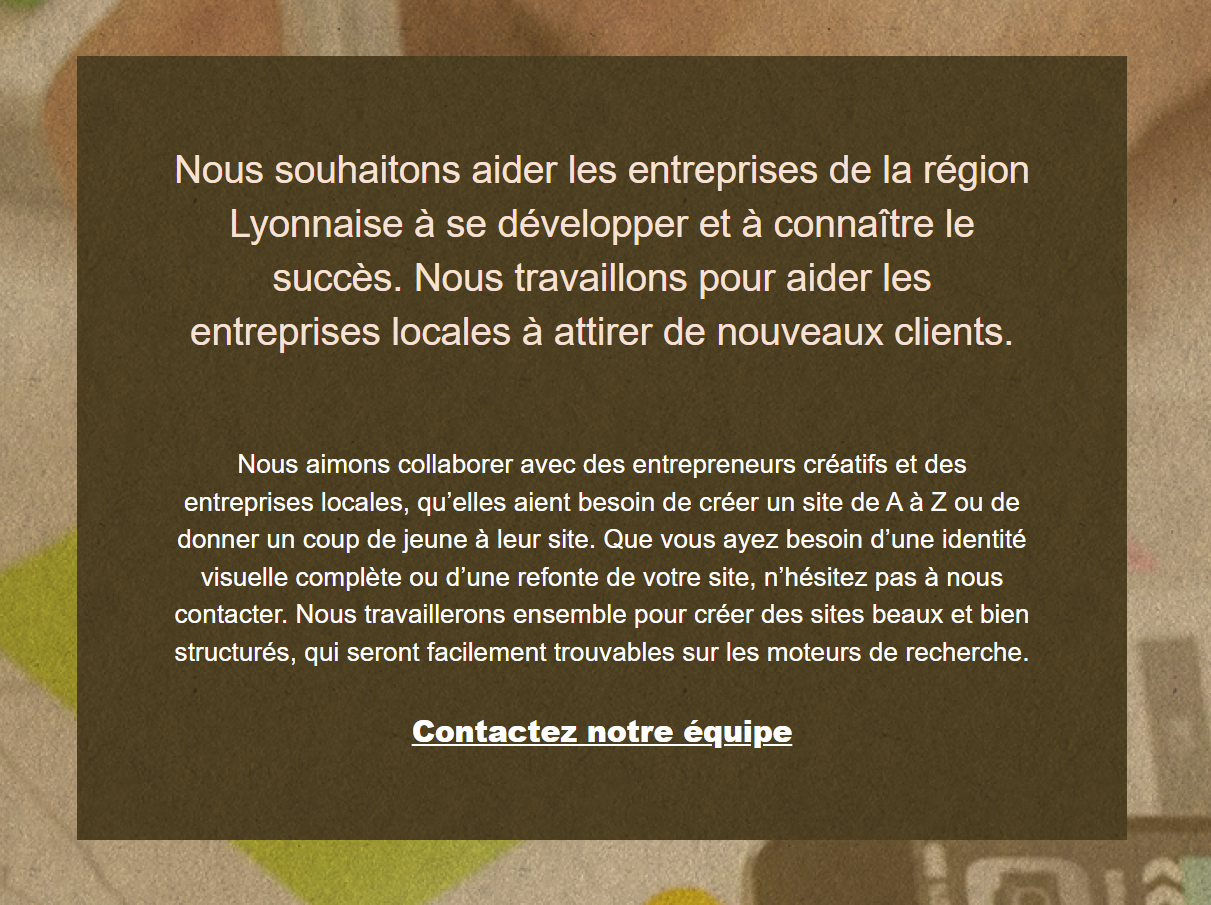 Nous souhaitons aider les entreprises de la région
Lyonnaise à se développer et à connaître le
succès. Nous travaillons pour aider les
entreprises locales à attirer de nouveaux clients.
Nous aimons collaborer avec des entrepreneurs créatifs et des
entreprises locales, qu’elles aient besoin de créer un site de A à Z ou de
donner un coup de jeune à leur site. Que vous ayez besoin d’une identité
visuelle complète ou d’une refonte de votre site, n’hésitez pas à nous
contacter. Nous travaillerons ensemble pour créer des sites beaux et bien
structurés, qui seront facilement trouvables sur les moteurs de recherche.
Contactez notre équipe